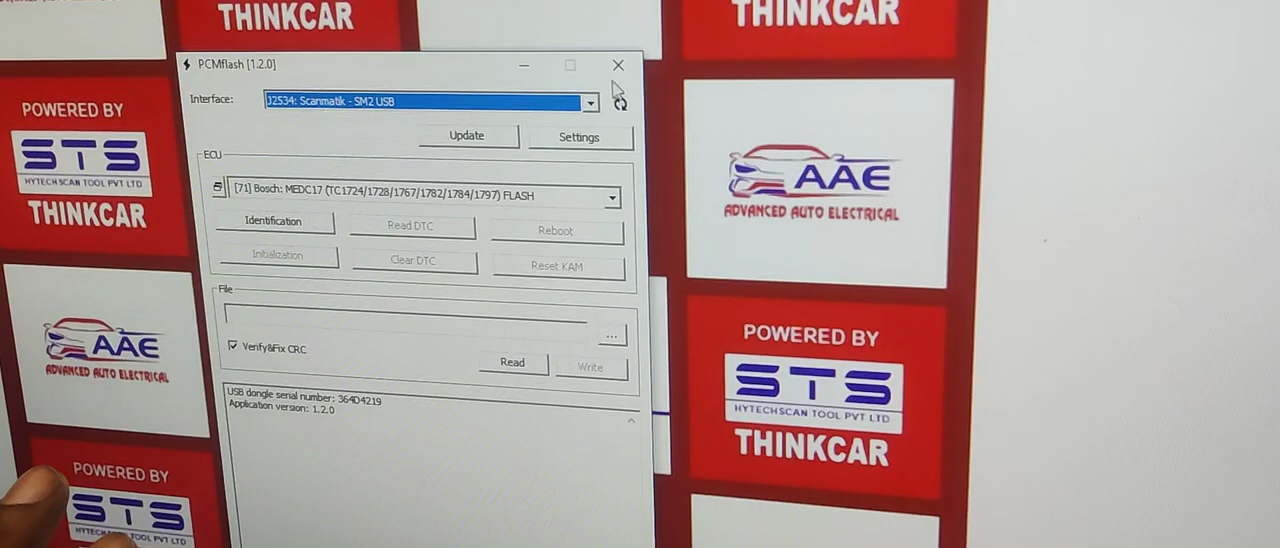 THINKCAR
THINKCAR
PCMflash [1.2.0]
Interface:
J2534: Scanmatik - SM2 USB
Update
Settings
ECU
[71] Bosch: MEDC17 (TC1724/1728/1767/1782/1784/1797) FLASH
Identification
Read DTC
Reboot
Initialization
Clear DTC
Reset KAM
File
...
Verify&Fix CRC
Read
Write
USB dongle serial number: 364D4219
Application version: 1.2.0
POWERED BY
STS
HYTECHSCAN TOOL PVT LTD
THINKCAR
AAE
ADVANCED AUTO ELECTRICAL
POWERED BY
STS
TOOL PVT LTD
AAE
ADVANCED AUTO ELECTRICAL
POWERED BY
STS
HYTECHSCAN TOOL PVT LTD
THINKCAR